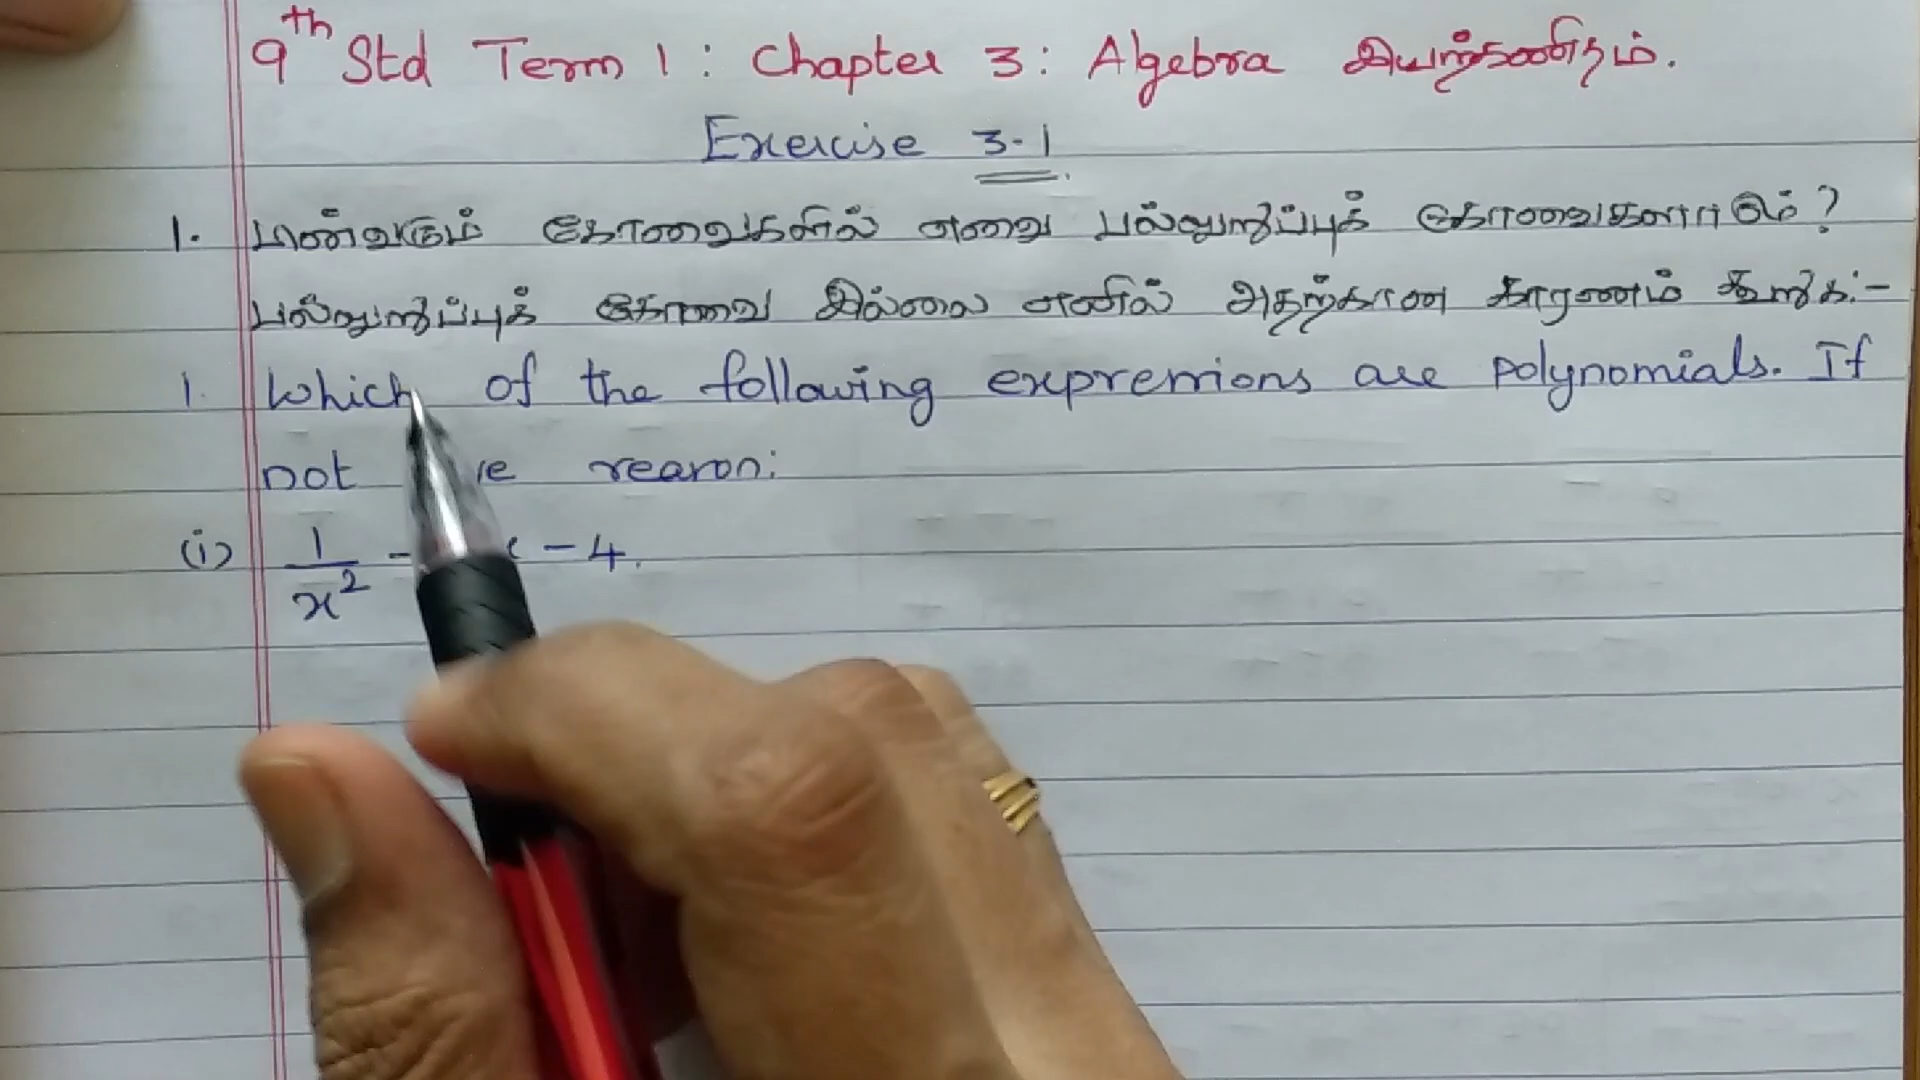 9th Std Term 1 : Chapter 3 : Algebra இயற்கணிதம்.
Exercise 3.1
1. பின்வரும் கோவைகளில் எவை பல்லுறுப்புக் கோவைகளாகும்?
பல்லுறுப்புக் கோவை இல்லை எனில் அதற்கான காரணம் கூறுக:-
1. Which of the following expressions are polynomials. If
not reason:
(i) 1/x² - - 4.